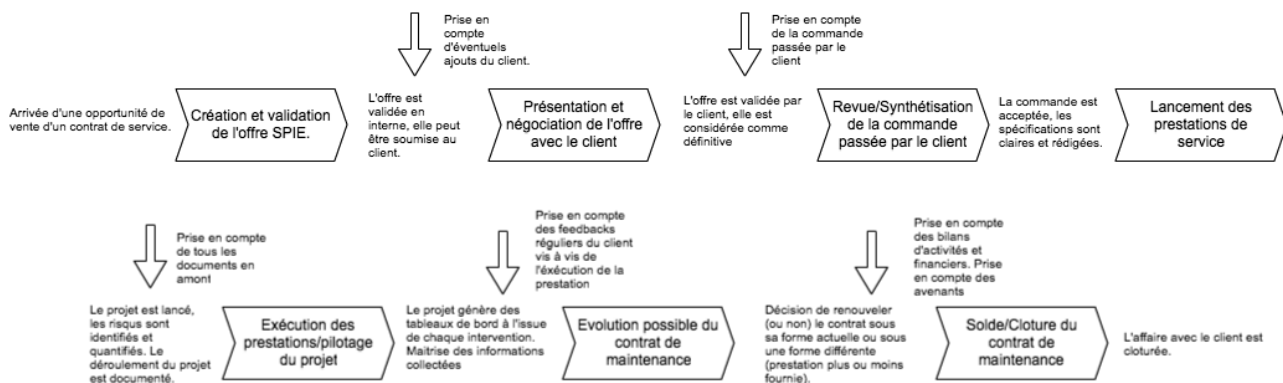 Prise en
compte
d'éventuels
ajouts du client.
Prise en compte
de la commande
passée par le
client
Arrivée d'une opportunité de
vente d'un contrat de service.
Création et validation
de l'offre SPIE.
L'offre est
validée en
interne, elle peut
être soumise au
client.
Présentation et
négociation de l'offre
avec le client
L'offre est validée par
le client, elle est
considérée comme
définitive
Revue/Synthétisation
de la commande
passée par le client
La commande est
acceptée, les
spécifications sont
claires et rédigées.
Lancement des
prestations de
service
Prise en compte
de tous les
documents en
amont
Prise en compte
des feedbacks
réguliers du client
vis à vis de
l'éxécution de la
prestation
Prise en compte
des bilans
d'activités et
financiers. Prise
en compte des
avenants
Le projet est lancé,
les risqus sont
identifiés et
quantifiés. Le
déroulement du projet
est documenté.
Exécution des
prestations/pilotage
du projet
Le projet génère des
tableaux de bord à l'issue
de chaque intervention.
Maitrise des informations
collectées
Evolution possible du
contrat de
maintenance
Décision de renouveler
(ou non) le contrat sous
sa forme actuelle ou sous
une forme différente
(prestation plus ou moins
fournie).
Solde/Cloture du
contrat de
maintenance
L'affaire avec le client est
cloturée.